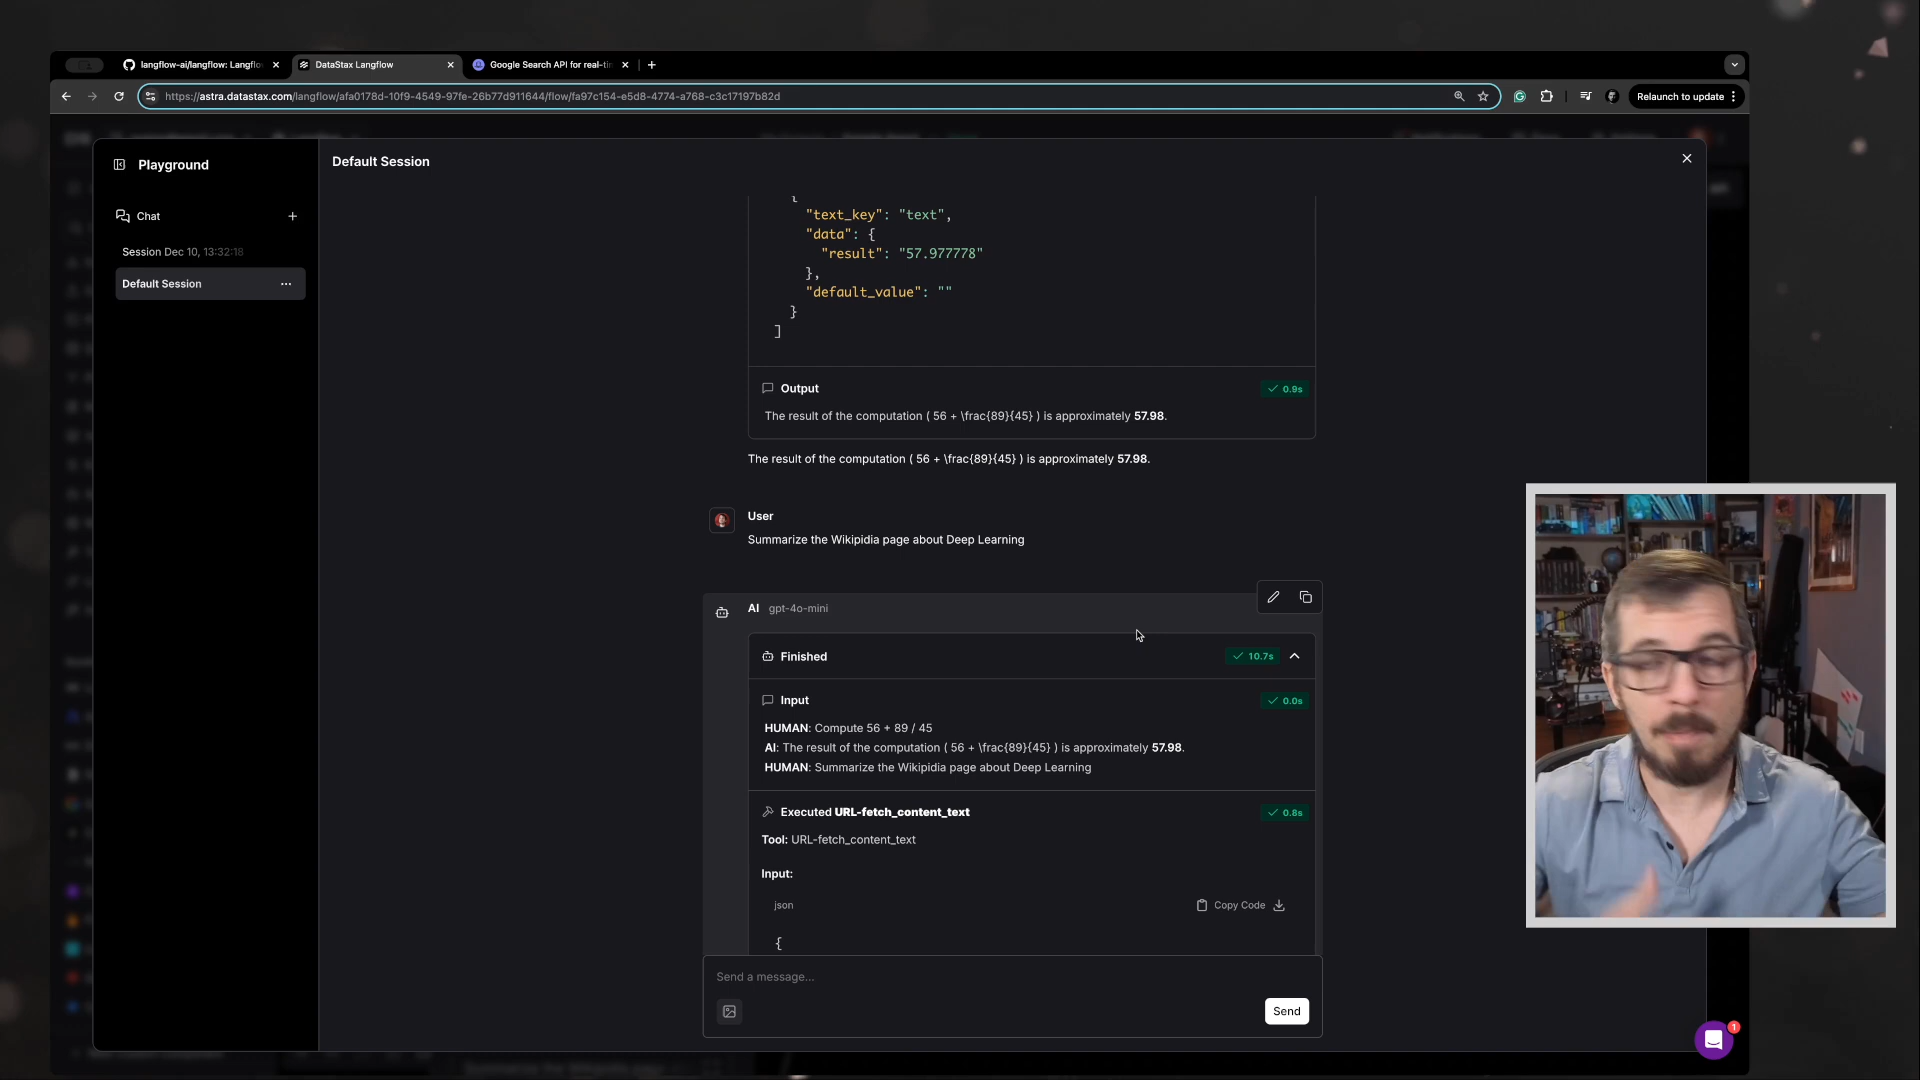 langflow-ai/langflow: Langflo
DataStax Langflow
Google Search API for real-tin
https://astra.datastax.com/langflow/afa0178d-10f9-4549-97fe-26b77d911644/flow/fa97c154-e5d8-4774-a768-c3c17197b82d
Relaunch to update
Playground
Default Session
Chat
Session Dec 10, 13:32:18
Default Session
{
"text_key": "text",
"data": {
"result": "57.977778"
},
"default_value": ""
}
]
Output
0.9s
The result of the computation ( 56 + \frac{89}{45} ) is approximately 57.98.
The result of the computation ( 56 + \frac{89}{45} ) is approximately 57.98.
User
Summarize the Wikipidia page about Deep Learning
AI gpt-4o-mini
Finished
10.7s
Input
0.0s
HUMAN: Compute 56 + 89 / 45
AI: The result of the computation ( 56 + \frac{89}{45} ) is approximately 57.98.
HUMAN: Summarize the Wikipidia page about Deep Learning
Executed URL-fetch_content_text
0.8s
Tool: URL-fetch_content_text
Input:
json
Copy Code
{
Send a message...
Send
1